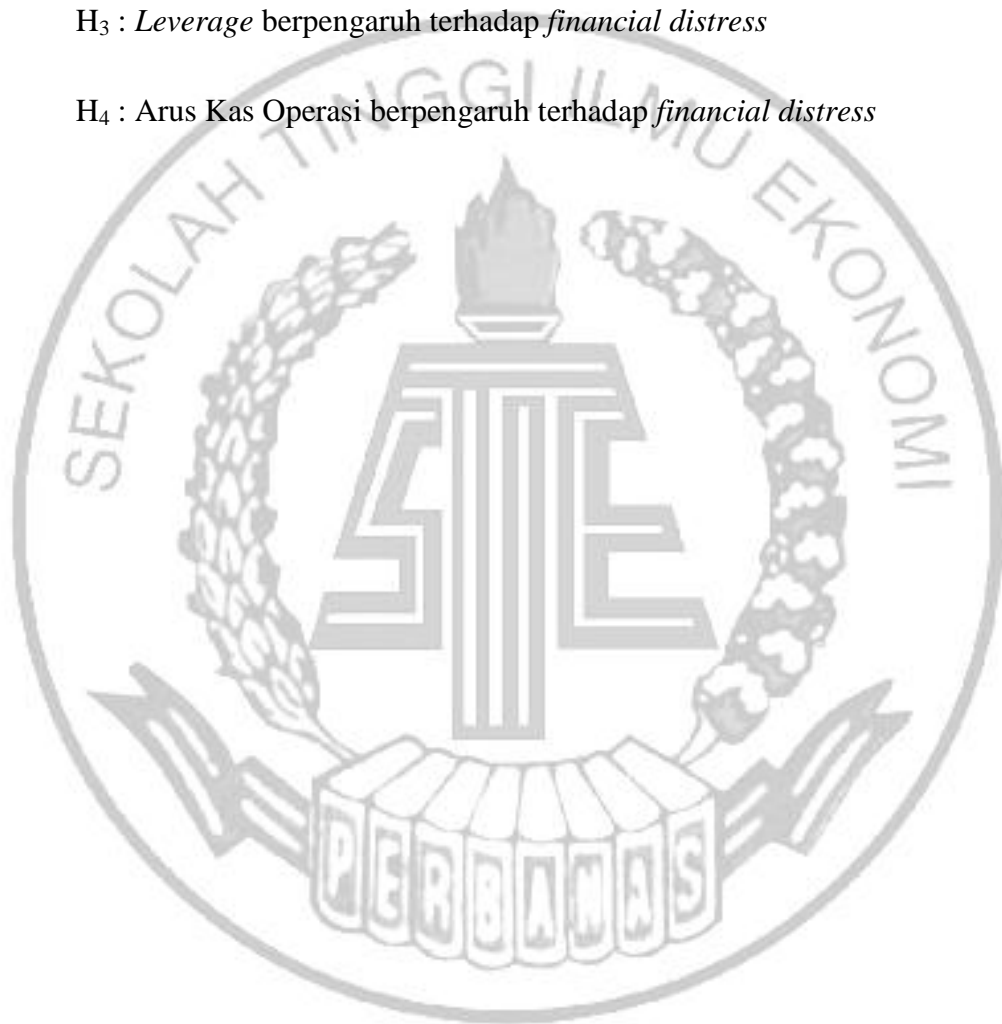 H₃ : Leverage berpengaruh terhadap financial distress
H₄ : Arus Kas Operasi berpengaruh terhadap financial distress
SEKOLAH TINGGI ILMU EKONOMI
STIE
PERBANAS